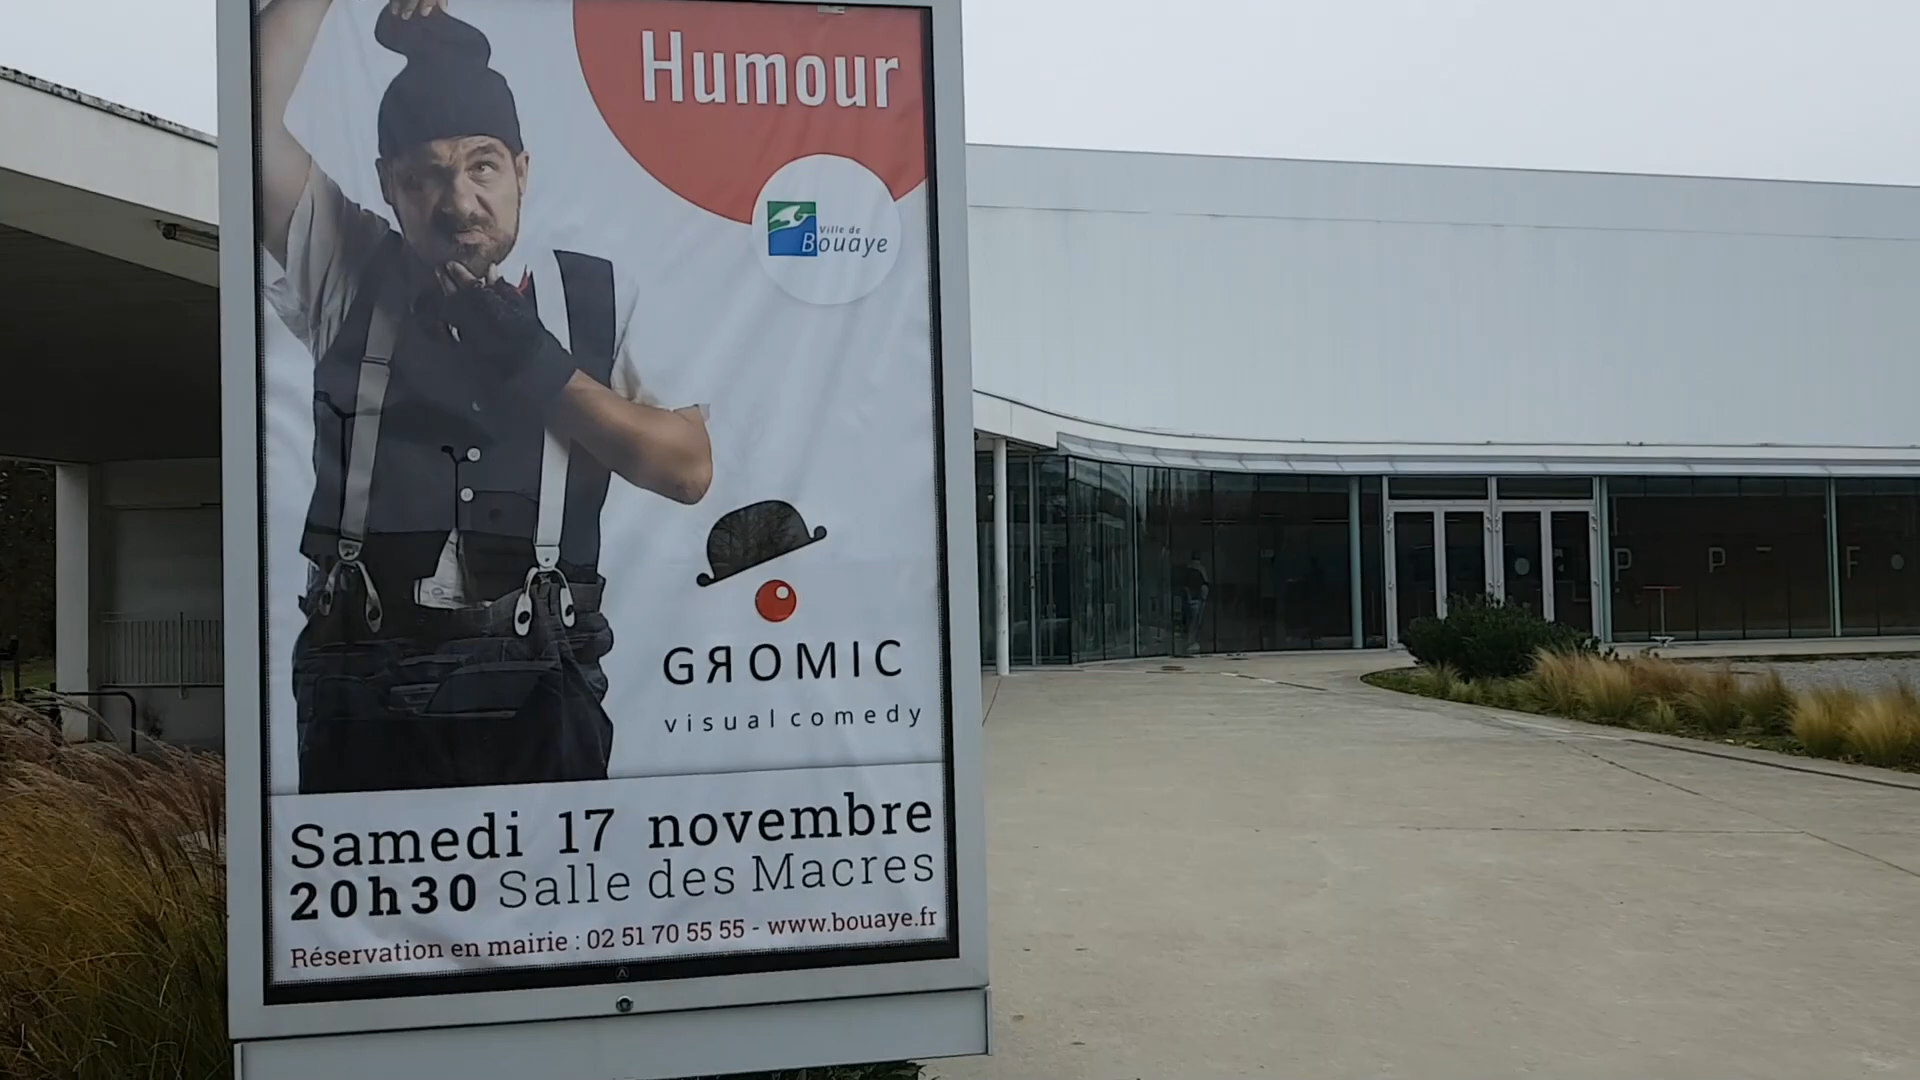 Humour
Ville de
Bouaye
GЯOMIC
visual comedy
Samedi 17 novembre
20h30 Salle des Macres
Réservation en mairie : 02 51 70 55 55 - www.bouaye.fr
P P F